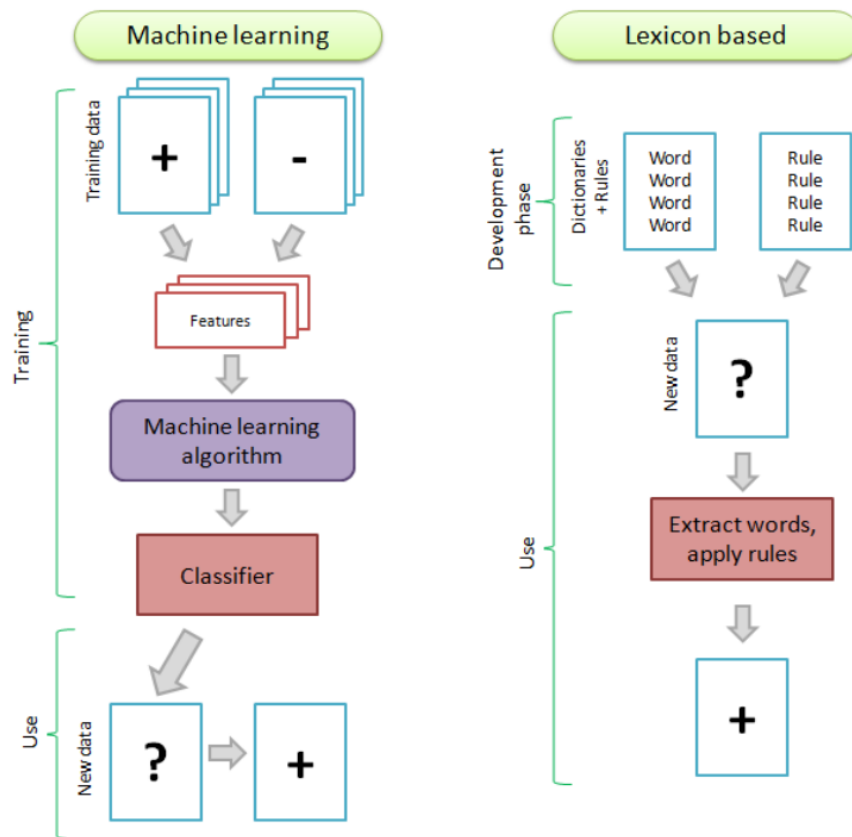 Machine learning
Training
Training data
+
-
Features
Machine learning
algorithm
Classifier
Use
New data
?
+
Lexicon based
Development
phase
Dictionaries
+ Rules
Word
Word
Word
Word
Rule
Rule
Rule
Rule
Use
New data
?
Extract words,
apply rules
+